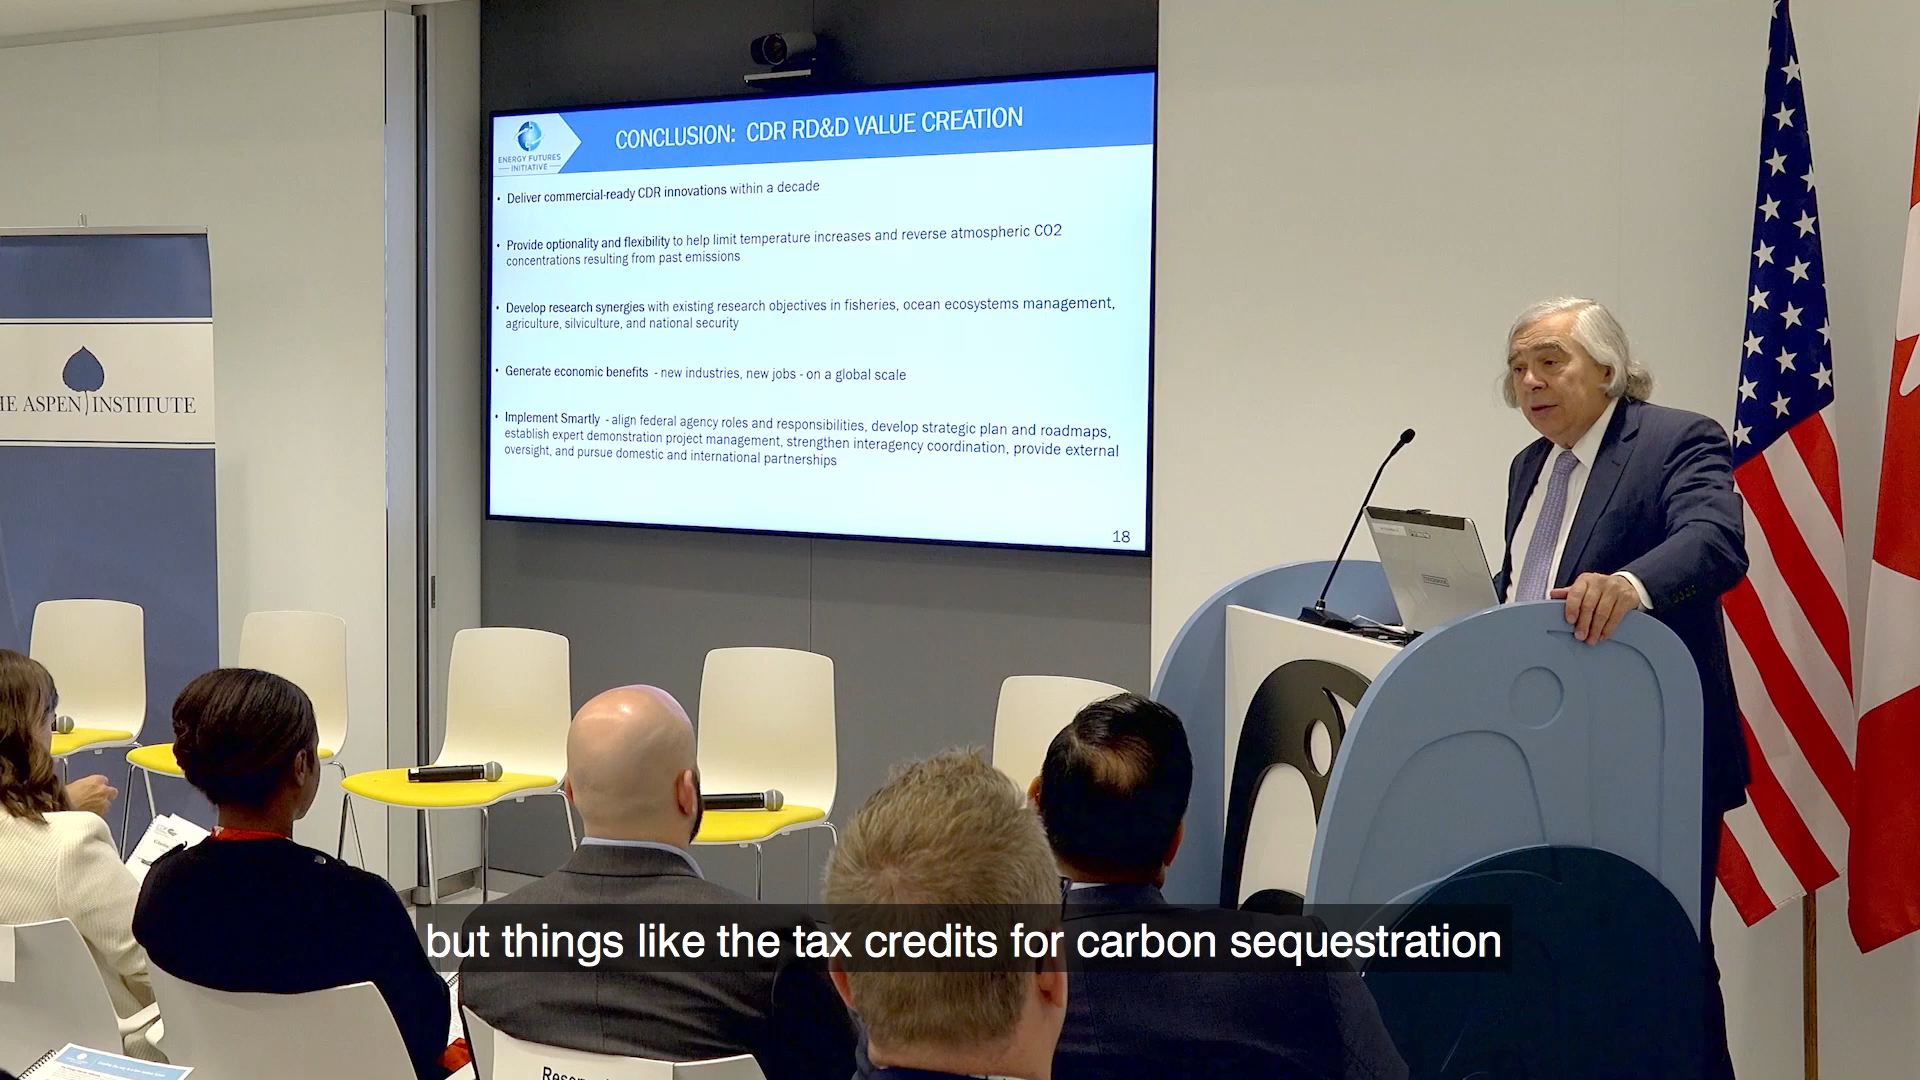 ENERGY FUTURES
INITIATIVE
CONCLUSION: CDR RD&D VALUE CREATION
• Deliver commercial-ready CDR innovations within a decade
• Provide optionality and flexibility to help limit temperature increases and reverse atmospheric CO2
concentrations resulting from past emissions
• Develop research synergies with existing research objectives in fisheries, ocean ecosystems management,
agriculture, silviculture, and national security
• Generate economic benefits - new industries, new jobs - on a global scale
• Implement Smartly - align federal agency roles and responsibilities, develop strategic plan and roadmaps,
establish expert demonstration project management, strengthen interagency coordination, provide external
oversight, and pursue domestic and international partnerships
18
HE ASPEN INSTITUTE
but things like the tax credits for carbon sequestration